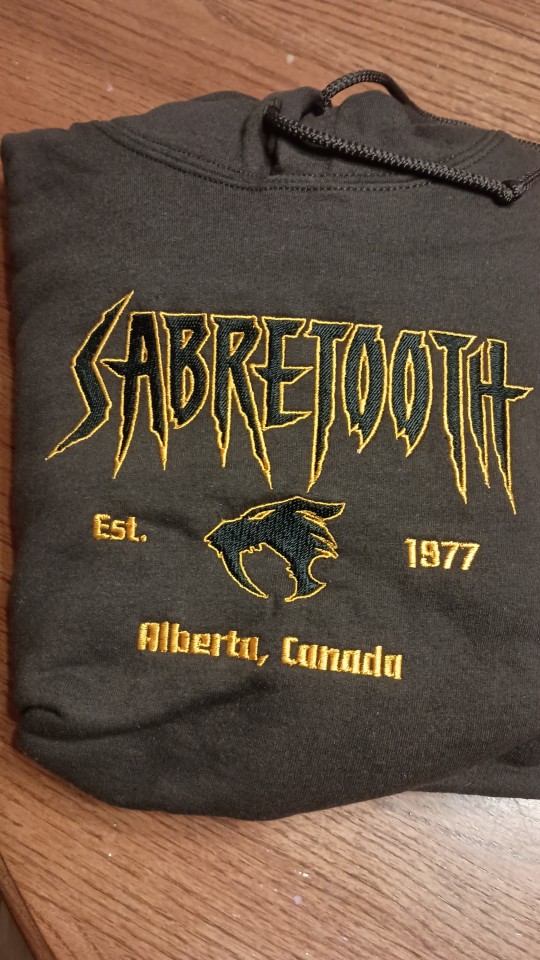 SABRETOOTH
Est. 1977
Alberta, Canada